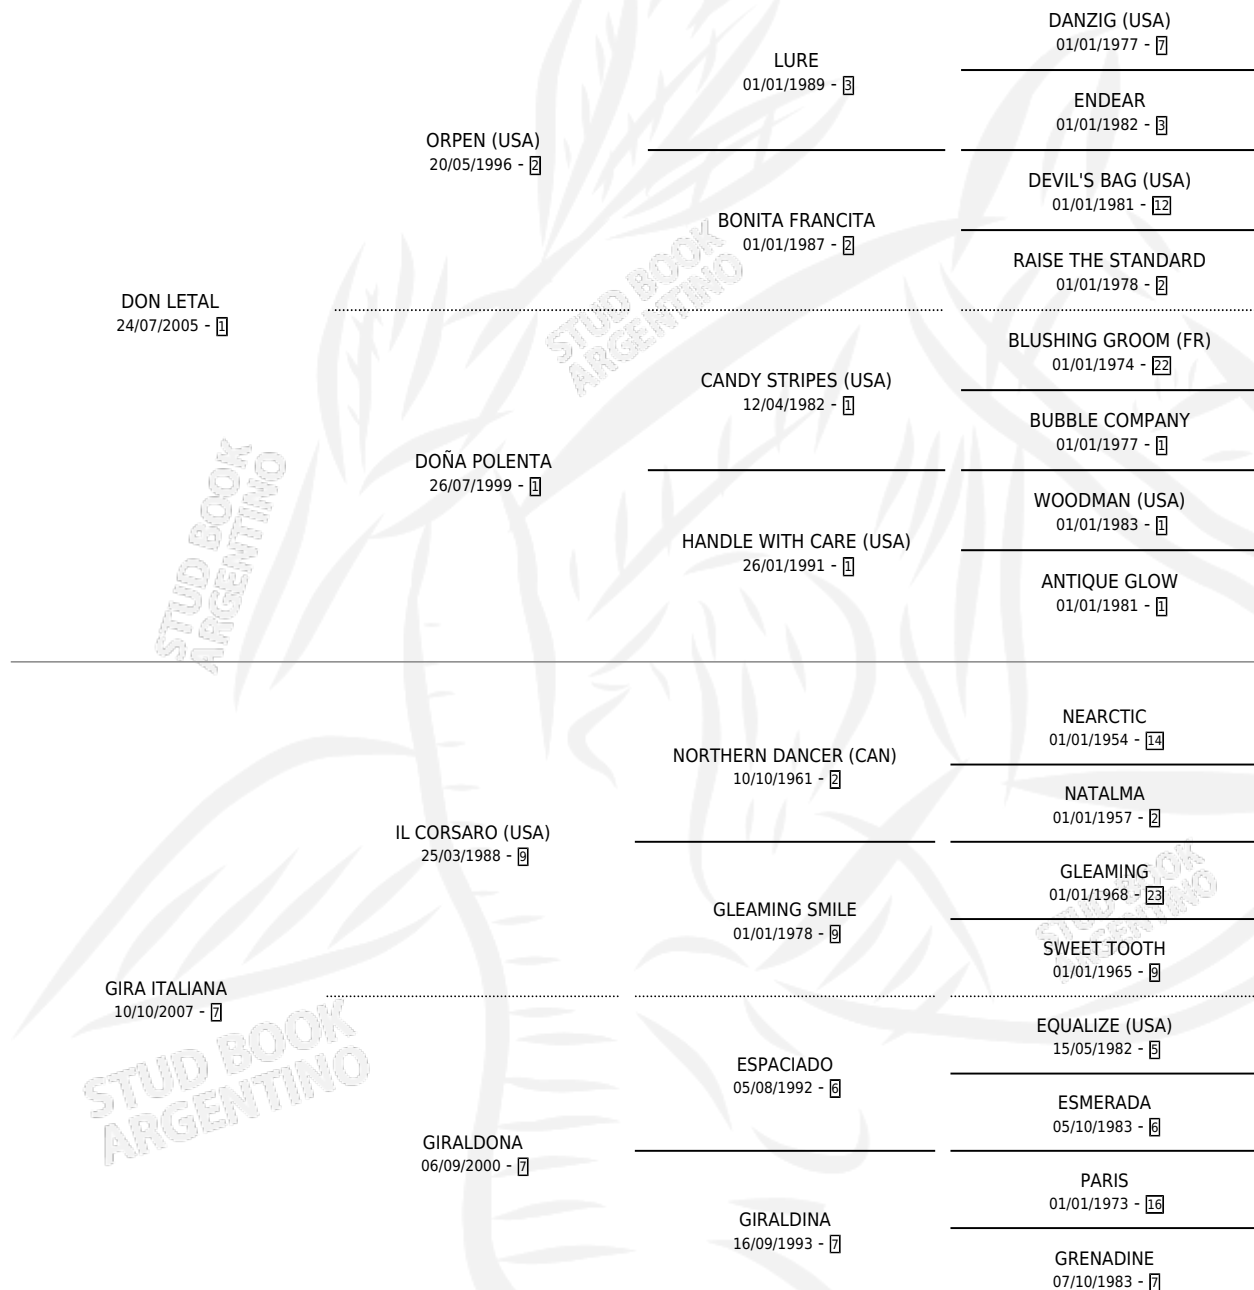 DON LETAL
24/07/2005 - 1
ORPEN (USA)
20/05/1996 - 2
LURE
01/01/1989 - 3
DANZIG (USA)
01/01/1977 - 7
ENDEAR
01/01/1982 - 3
BONITA FRANCITA
01/01/1987 - 2
DEVIL'S BAG (USA)
01/01/1981 - 12
RAISE THE STANDARD
01/01/1978 - 2
DOÑA POLENTA
26/07/1999 - 1
CANDY STRIPES (USA)
12/04/1982 - 1
BLUSHING GROOM (FR)
01/01/1974 - 22
BUBBLE COMPANY
01/01/1977 - 1
HANDLE WITH CARE (USA)
26/01/1991 - 1
WOODMAN (USA)
01/01/1983 - 1
ANTIQUE GLOW
01/01/1981 - 1
GIRA ITALIANA
10/10/2007 - 7
IL CORSARO (USA)
25/03/1988 - 9
NORTHERN DANCER (CAN)
10/10/1961 - 2
NEARCTIC
01/01/1954 - 14
NATALMA
01/01/1957 - 2
GLEAMING SMILE
01/01/1978 - 9
GLEAMING
01/01/1968 - 23
SWEET TOOTH
01/01/1965 - 9
GIRALDONA
06/09/2000 - 7
ESPACIADO
05/08/1992 - 6
EQUALIZE (USA)
15/05/1982 - 5
ESMERADA
05/10/1983 - 6
GIRALDINA
16/09/1993 - 7
PARIS
01/01/1973 - 16
GRENADINE
07/10/1983 - 7
STUD BOOK
ARGENTINO
STUD BOOK
ARGENTINO
STUD BOOK
ARGENTINO
STUD BOOK
ARGENTINO